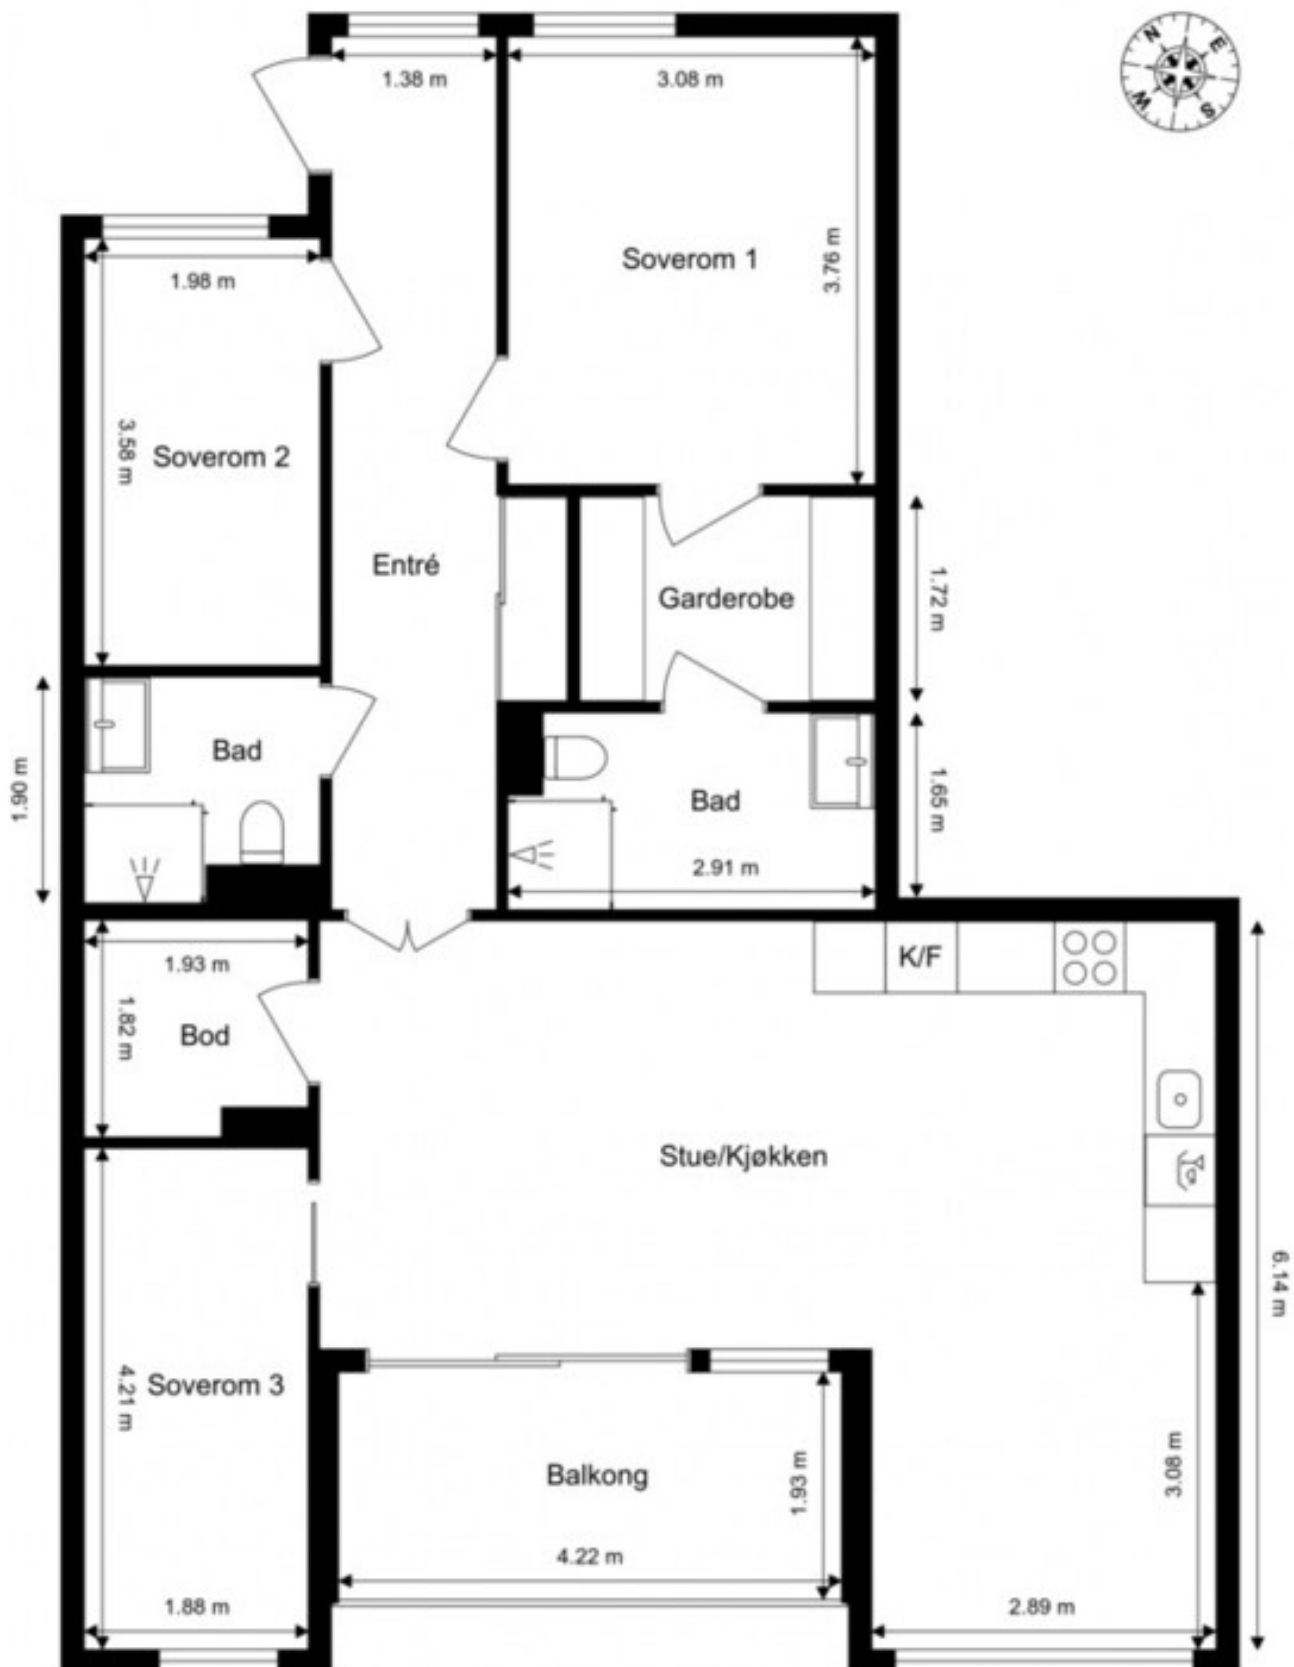 N
E
W
S
1.38 m
3.08 m
3.76 m
Soverom 1
1.98 m
3.58 m
Soverom 2
Entré
Garderobe
1.72 m
Bad
1.90 m
Bad
1.65 m
2.91 m
1.93 m
1.82 m
Bod
K/F
Stue/Kjøkken
6.14 m
4.21 m
Soverom 3
Balkong
1.93 m
3.08 m
4.22 m
1.88 m
2.89 m